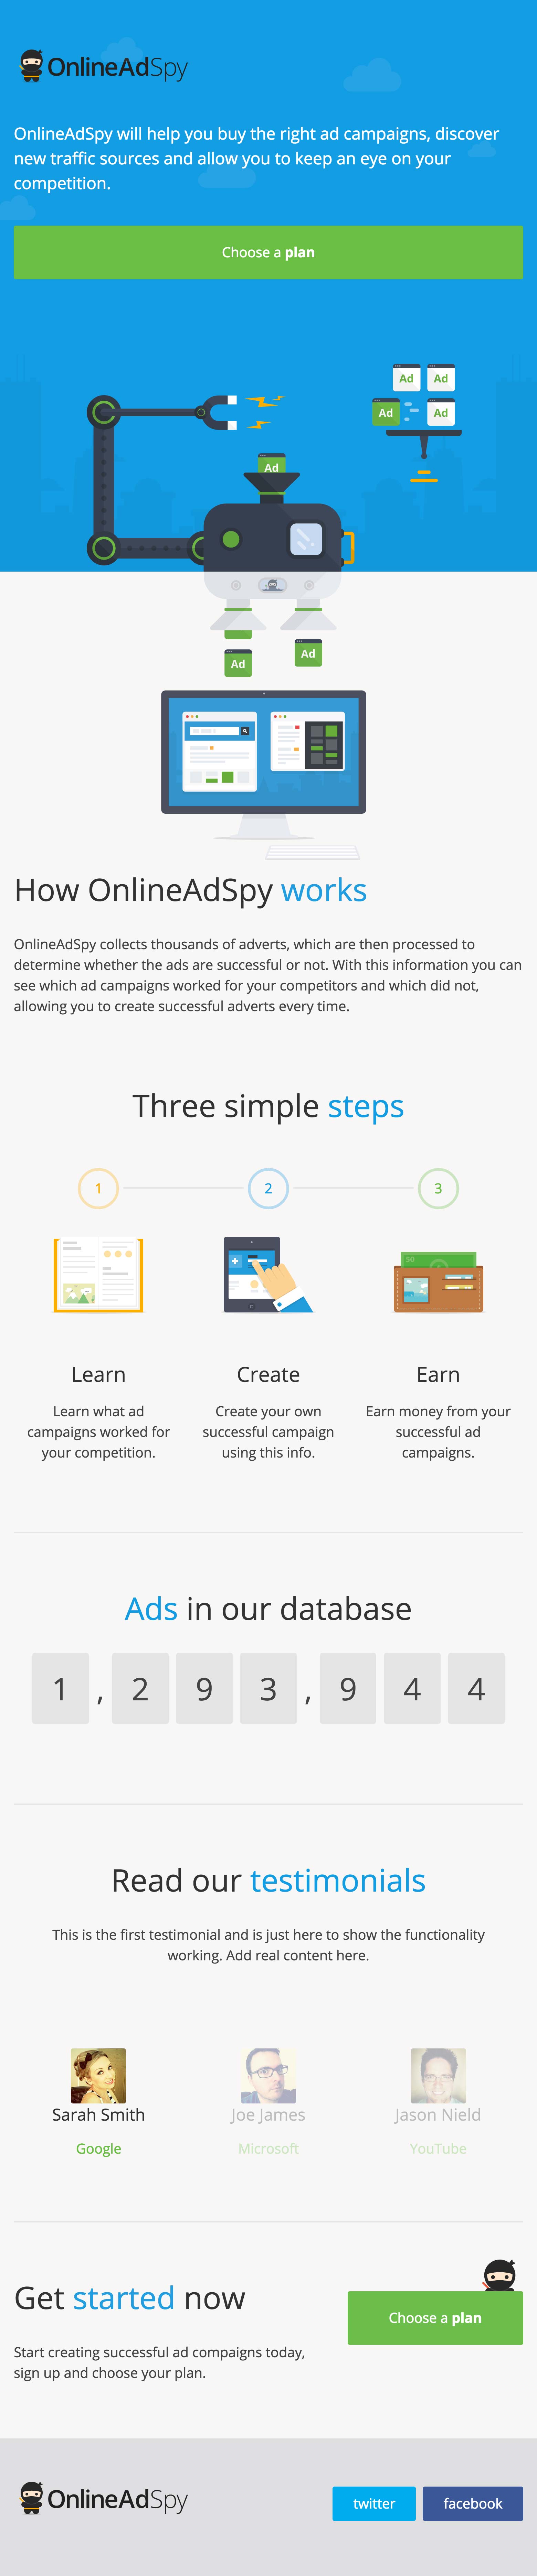 OnlineAdSpy
OnlineAdSpy will help you buy the right ad campaigns, discover
new traffic sources and allow you to keep an eye on your
competition.
Choose a plan
Ad Ad
Ad Ad
Ad
Ad
Ad
How OnlineAdSpy works
OnlineAdSpy collects thousands of adverts, which are then processed to
determine whether the ads are successful or not. With this information you can
see which ad campaigns worked for your competitors and which did not,
allowing you to create successful adverts every time.
Three simple steps
1 2 3
50
Learn
Learn what ad
campaigns worked for
your competition.
Create
Create your own
successful campaign
using this info.
Earn
Earn money from your
successful ad
campaigns.
Ads in our database
1,293,944
Read our testimonials
This is the first testimonial and is just here to show the functionality
working. Add real content here.
Sarah Smith
Google
Joe James
Microsoft
Jason Nield
YouTube
Get started now
Start creating successful ad compaigns today,
sign up and choose your plan.
Choose a plan
OnlineAdSpy
twitter
facebook